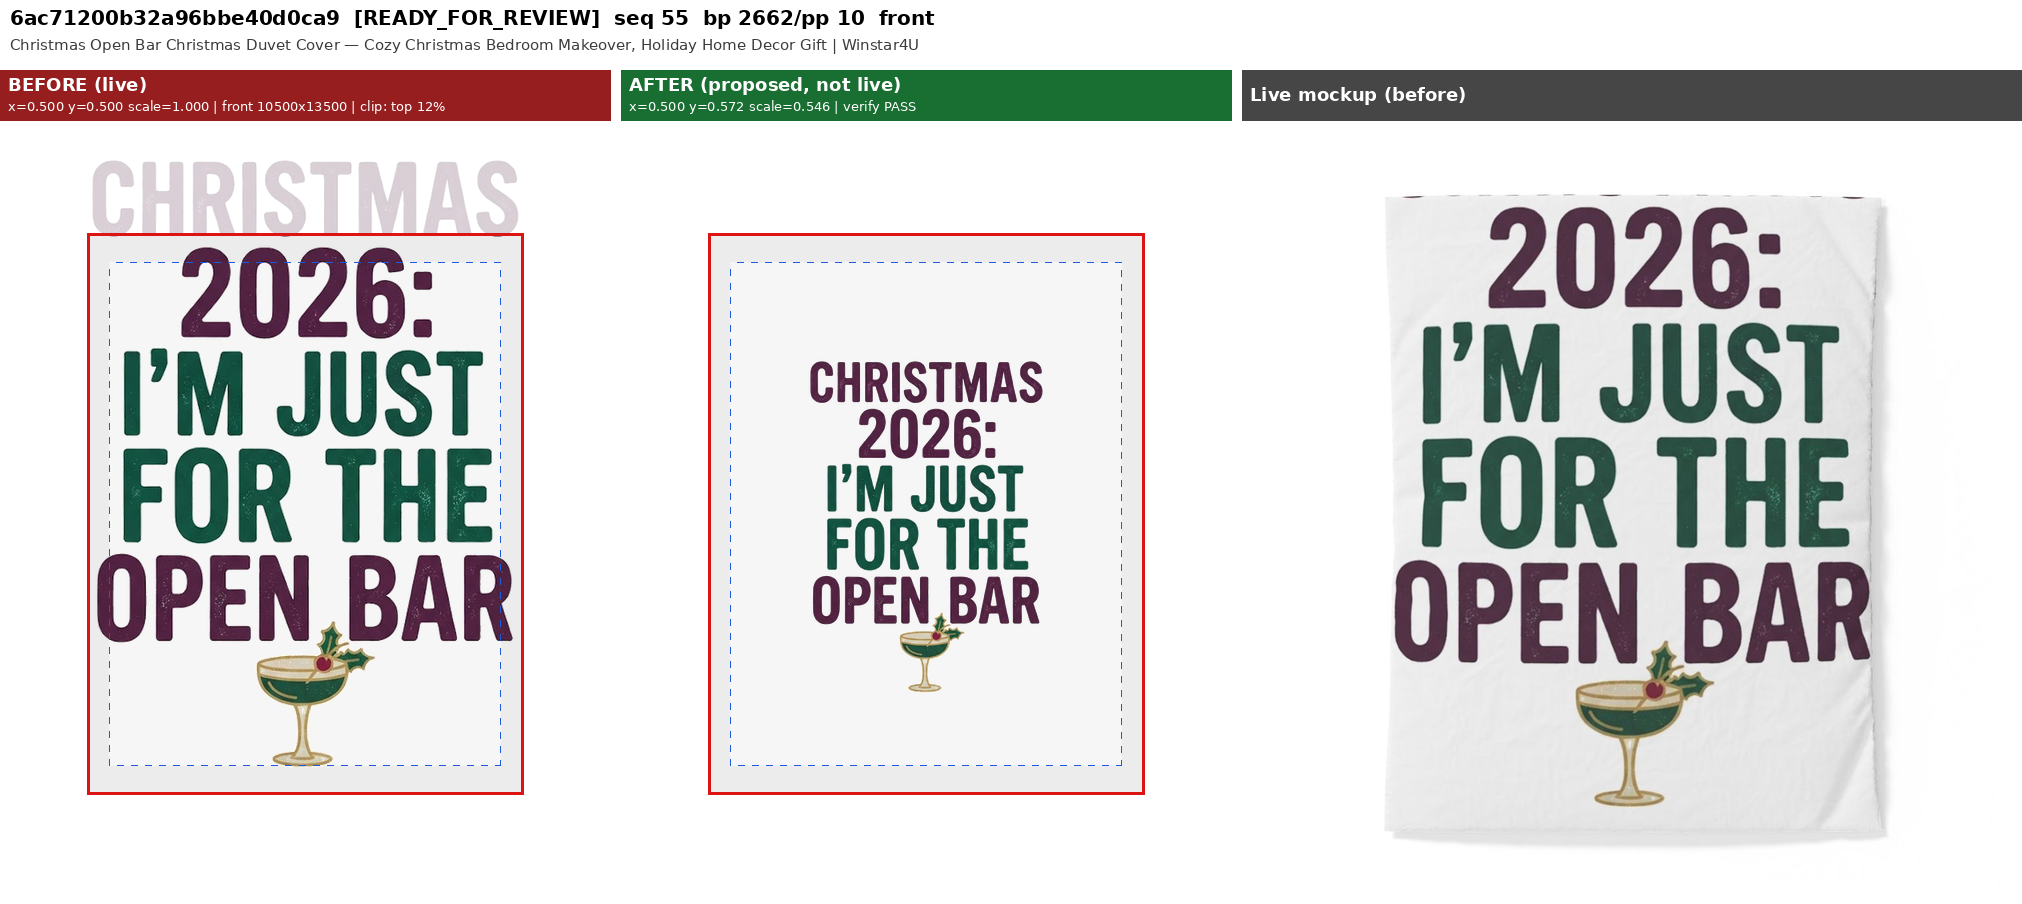 6ac71200b32a96bbe40d0ca9 [READY_FOR_REVIEW] seq 55 bp 2662/pp 10 front
Christmas Open Bar Christmas Duvet Cover — Cozy Christmas Bedroom Makeover, Holiday Home Decor Gift | Winstar4U
BEFORE (live)
x=0.500 y=0.500 scale=1.000 | front 10500x13500 | clip: top 12%
CHRISTMAS
2026:
I'M JUST
FOR THE
OPEN BAR
AFTER (proposed, not live)
x=0.500 y=0.572 scale=0.546 | verify PASS
CHRISTMAS
2026:
I'M JUST
FOR THE
OPEN BAR
Live mockup (before)
2026:
I'M JUST
FOR THE
OPEN BAR